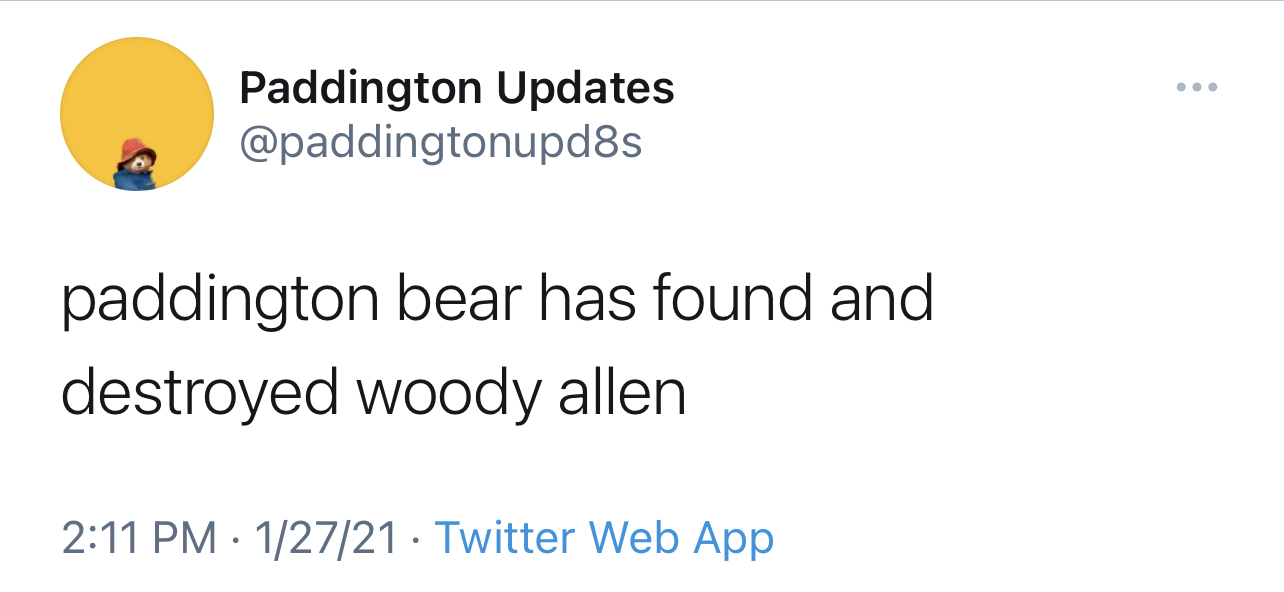 Paddington Updates
@paddingtonupd8s
paddington bear has found and
destroyed woody allen
2:11 PM · 1/27/21 · Twitter Web App